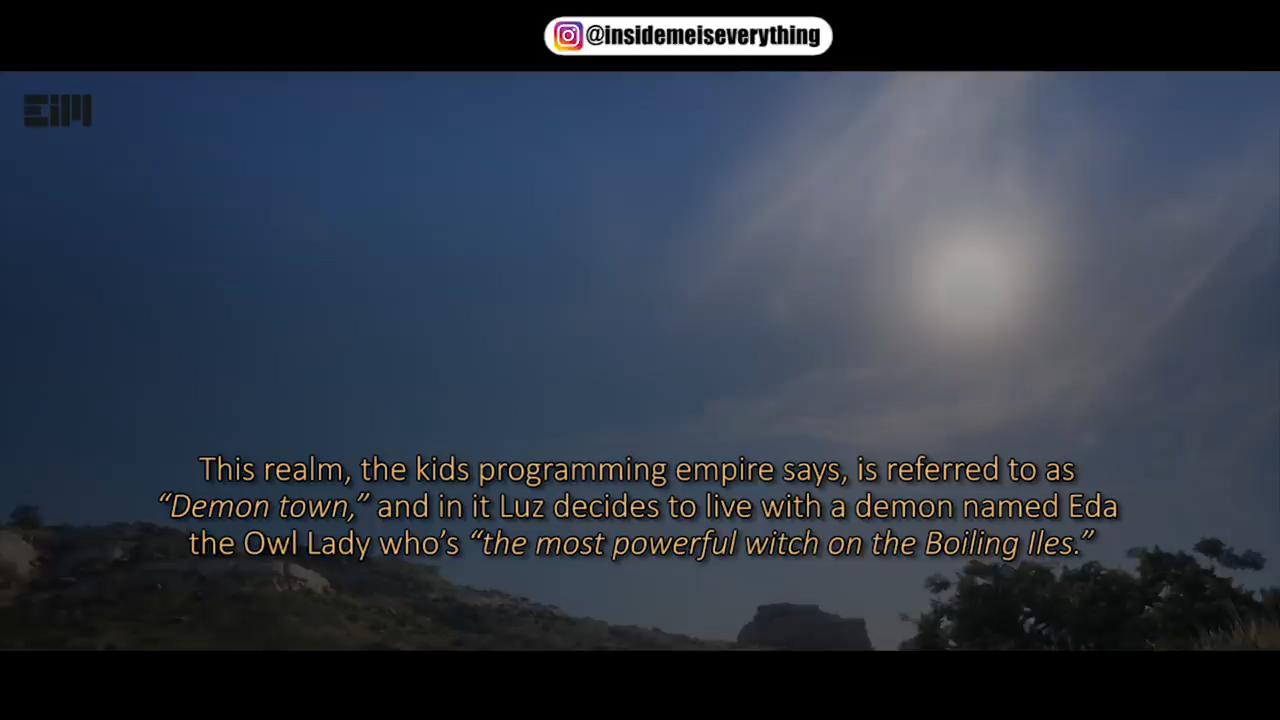 @insidemeiseverything
EiM
This realm, the kids programming empire says, is referred to as
“Demon town,” and in it Luz decides to live with a demon named Eda
the Owl Lady who’s “the most powerful witch on the Boiling Iles.”